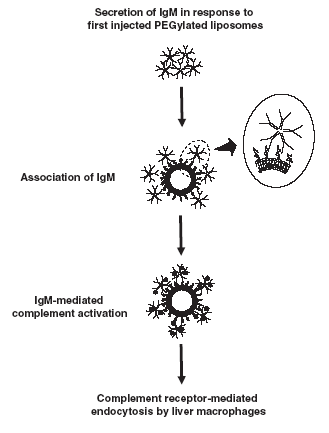 Secretion of IgM in response to
first injected PEGylated liposomes
Association of IgM
IgM-mediated
complement activation
Complement receptor-mediated
endocytosis by liver macrophages